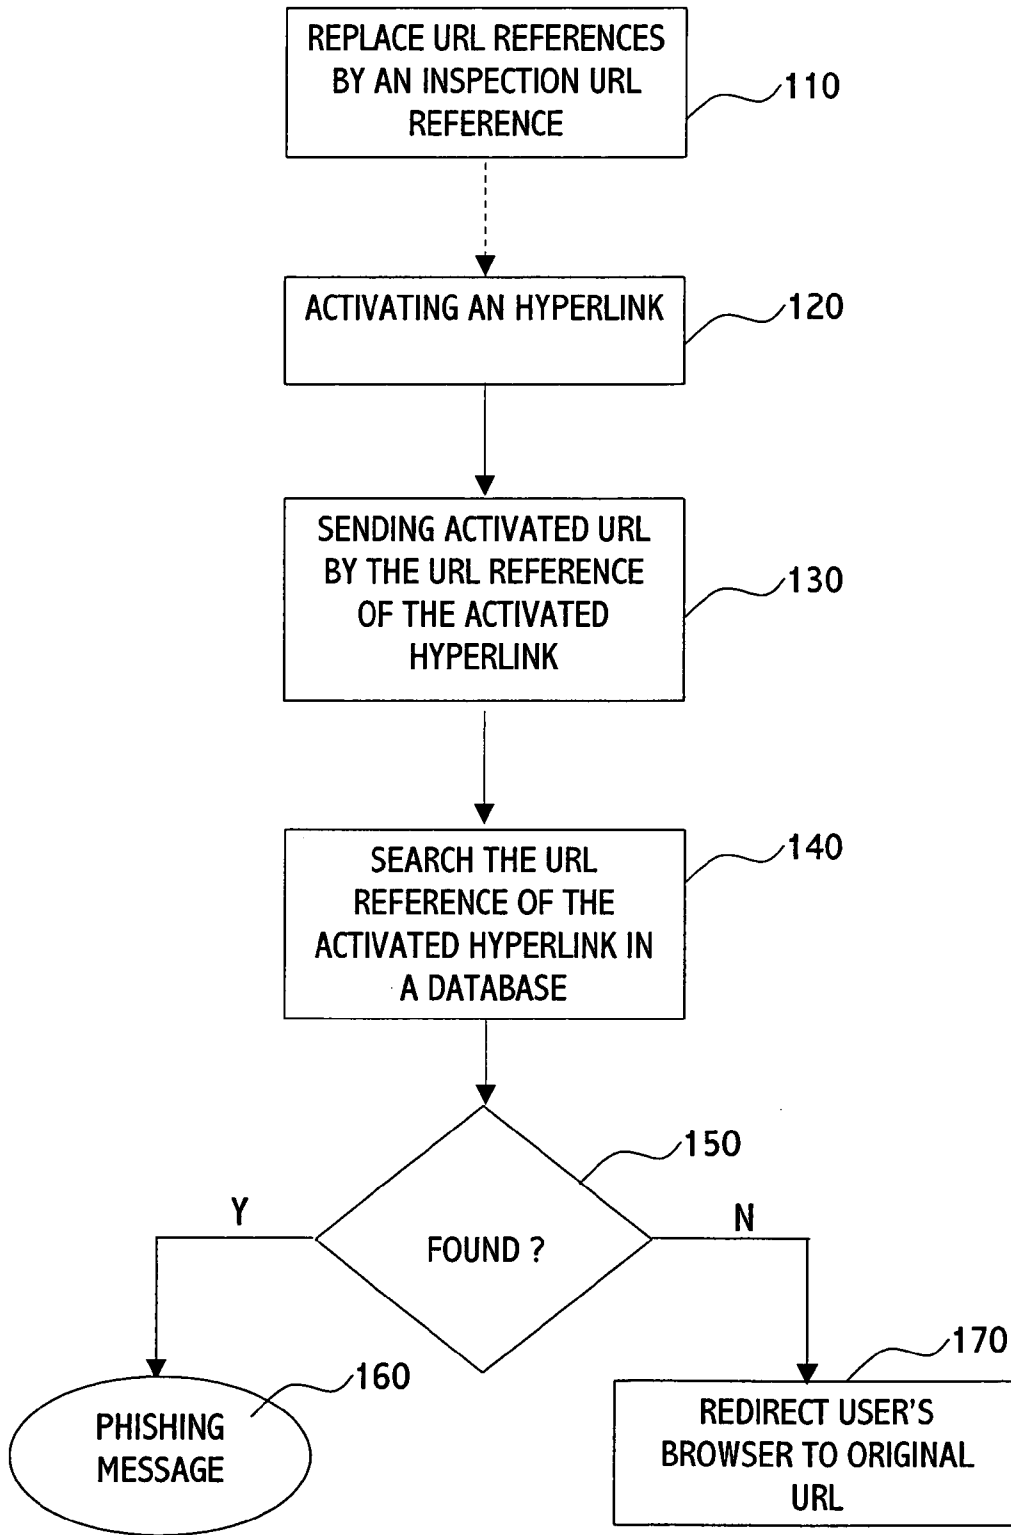 REPLACE URL REFERENCES
BY AN INSPECTION URL
REFERENCE
110
ACTIVATING AN HYPERLINK
120
SENDING ACTIVATED URL
BY THE URL REFERENCE
OF THE ACTIVATED
HYPERLINK
130
SEARCH THE URL
REFERENCE OF THE
ACTIVATED HYPERLINK IN
A DATABASE
140
150
Y
FOUND ?
N
160
PHISHING
MESSAGE
170
REDIRECT USER'S
BROWSER TO ORIGINAL
URL